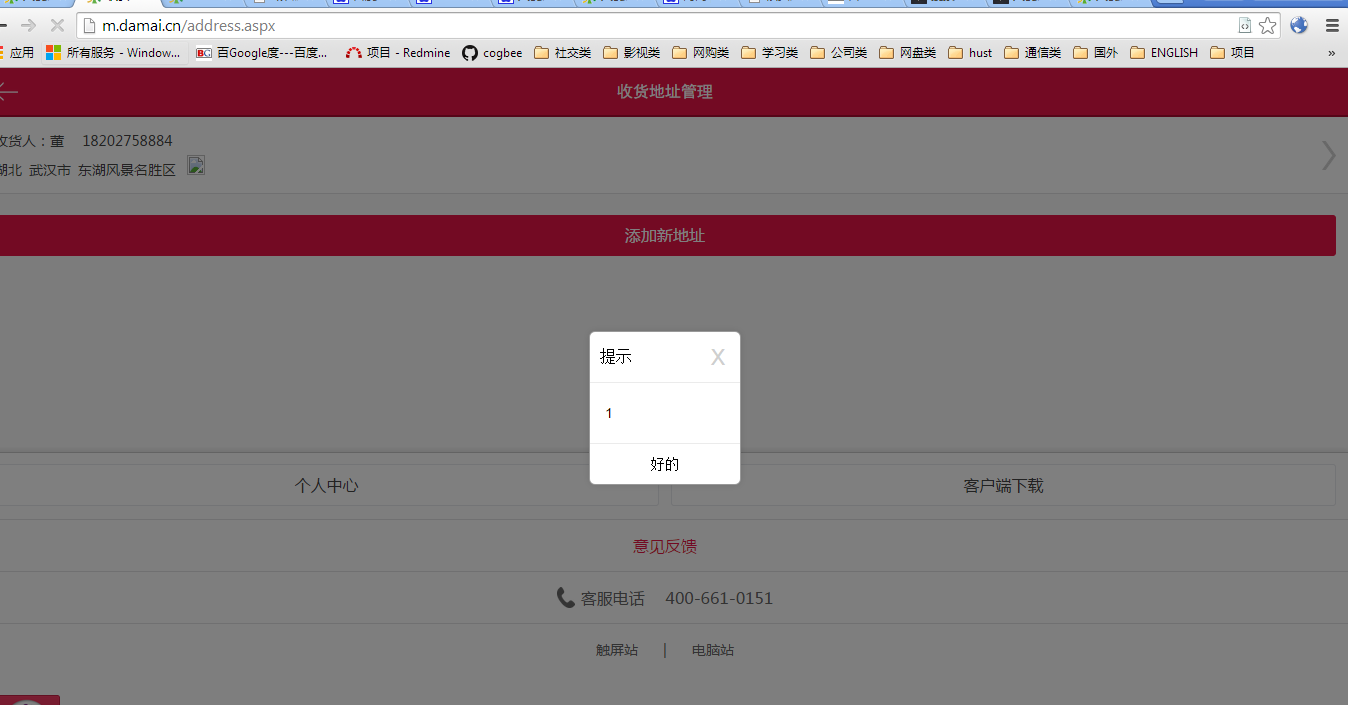 m.damai.cn/address.aspx
应用 所有服务 - Window... BG 百Google度---百度... 项目 - Redmine cogbee 社交类 影视类 网购类 学习类 公司类 网盘类 hust 通信类 国外 ENGLISH 项目 »
收货地址管理
收货人：董 18202758884
湖北 武汉市 东湖风景名胜区
添加新地址
提示 X
1
好的
个人中心 客户端下载
意见反馈
客服电话 400-661-0151
触屏站 | 电脑站